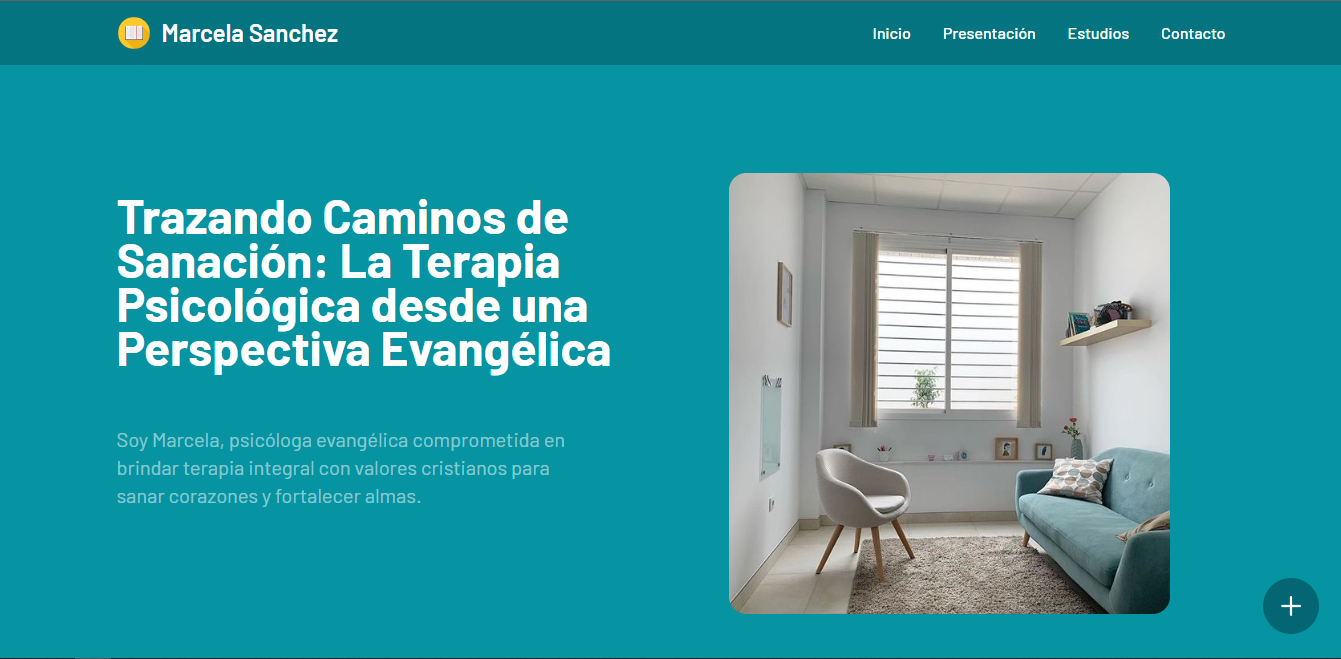 Marcela Sanchez
Inicio Presentación Estudios Contacto
Trazando Caminos de
Sanación: La Terapia
Psicológica desde una
Perspectiva Evangélica
Soy Marcela, psicóloga evangélica comprometida en
brindar terapia integral con valores cristianos para
sanar corazones y fortalecer almas.